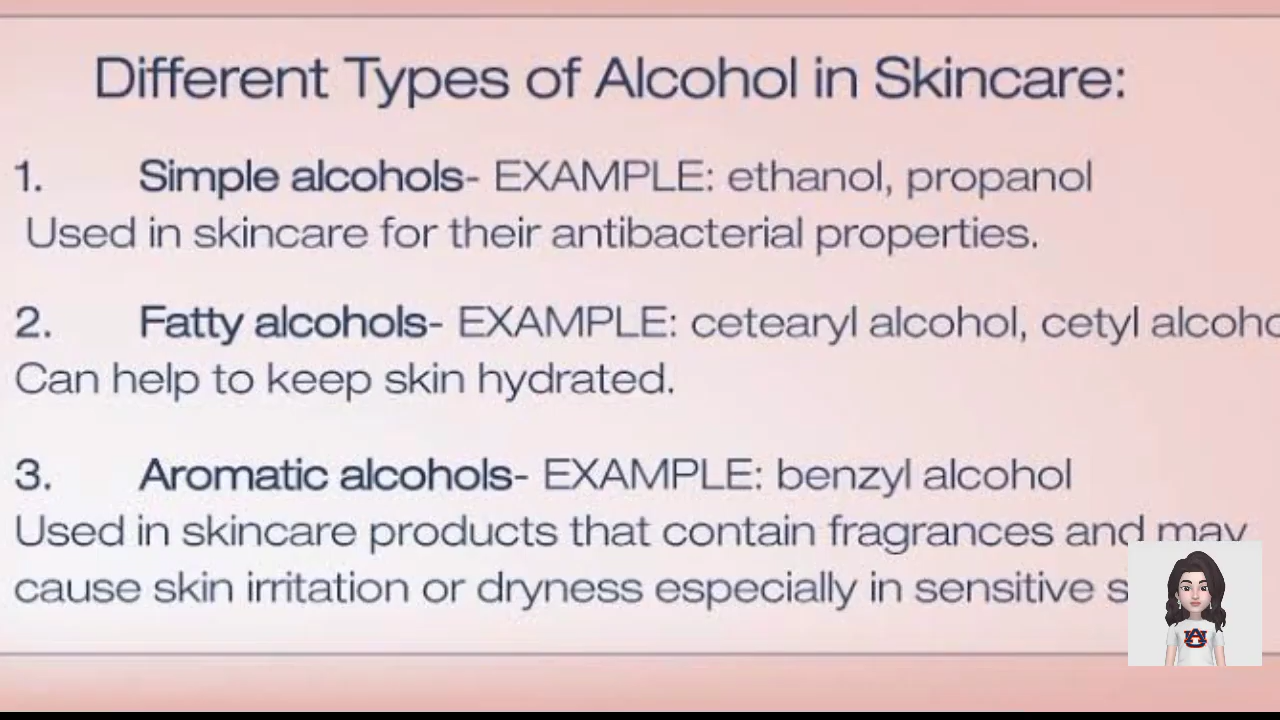 Different Types of Alcohol in Skincare:
1. Simple alcohols- EXAMPLE: ethanol, propanol
Used in skincare for their antibacterial properties.
2. Fatty alcohols- EXAMPLE: cetearyl alcohol, cetyl
Can help to keep skin hydrated.
3. Aromatic alcohols- EXAMPLE: benzyl alcohol
Used in skincare products that contain fragrances and may
cause skin irritation or dryness especially in sensitive